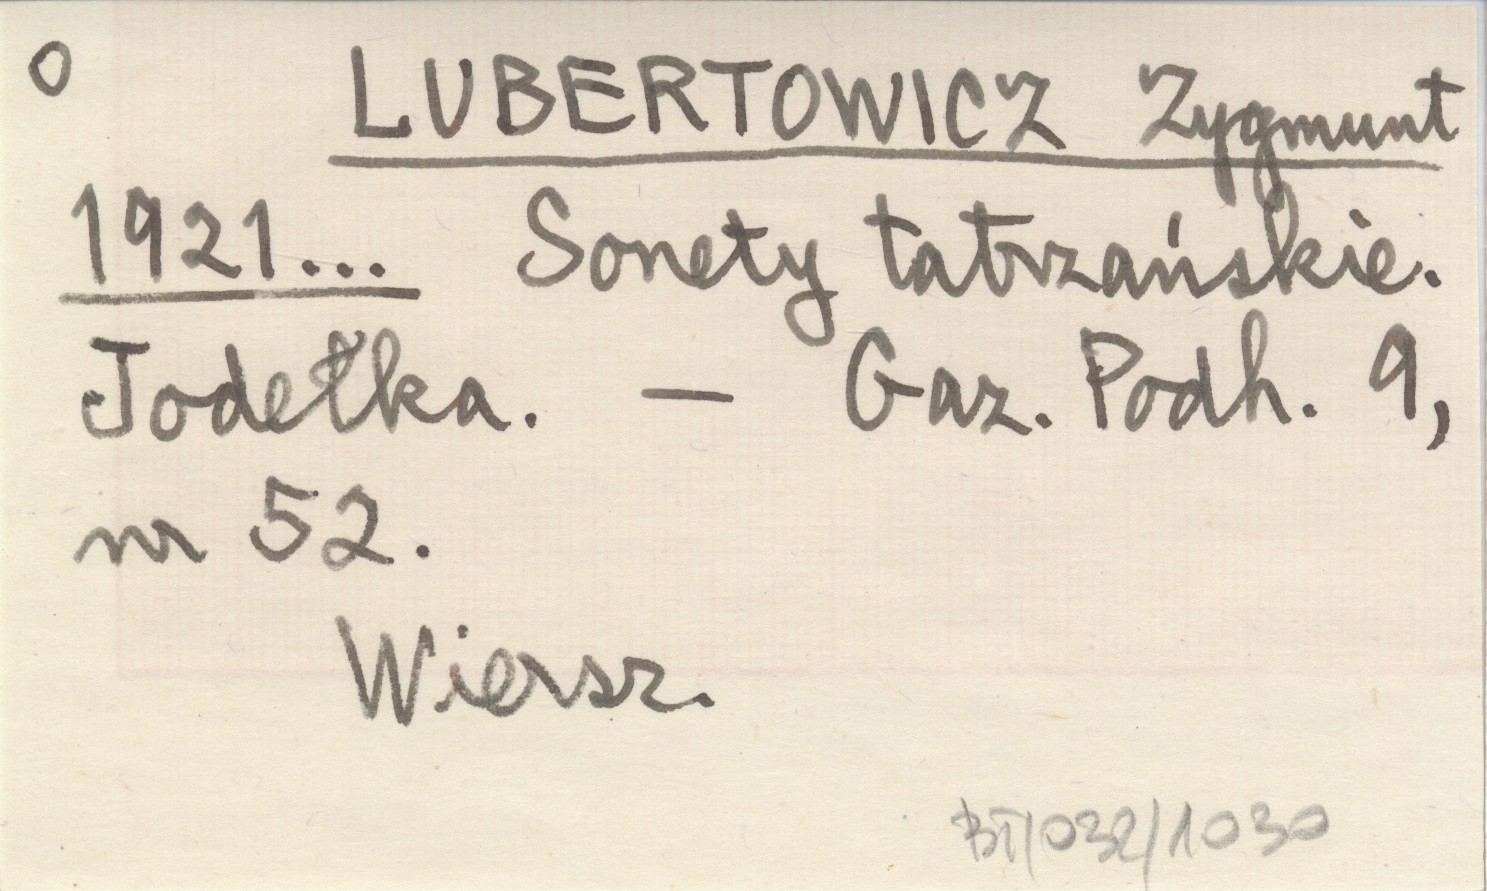 o
LUBERTOWICZ Zygmunt
1921... Sonety tatrzańskie.
Jodełka. — Gaz. Podh. 9,
nr 52.
Wiersz.
BT/032/1030